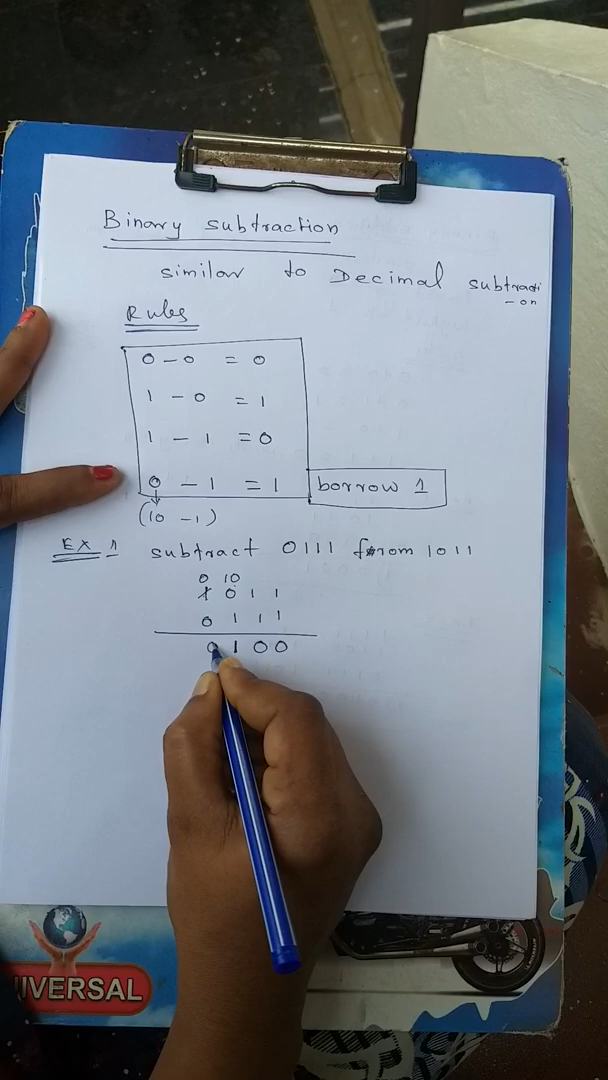 Binary subtraction
similar to Decimal subtracti
-on
Rules
0 - 0 = 0
1 - 0 = 1
1 - 1 = 0
0 - 1 = 1 borrow 1
(10 - 1)
EX 1 subtract 0111 from 1011
0 10
1 0 1 1
0 1 1 1
0 1 0 0
IVERSAL